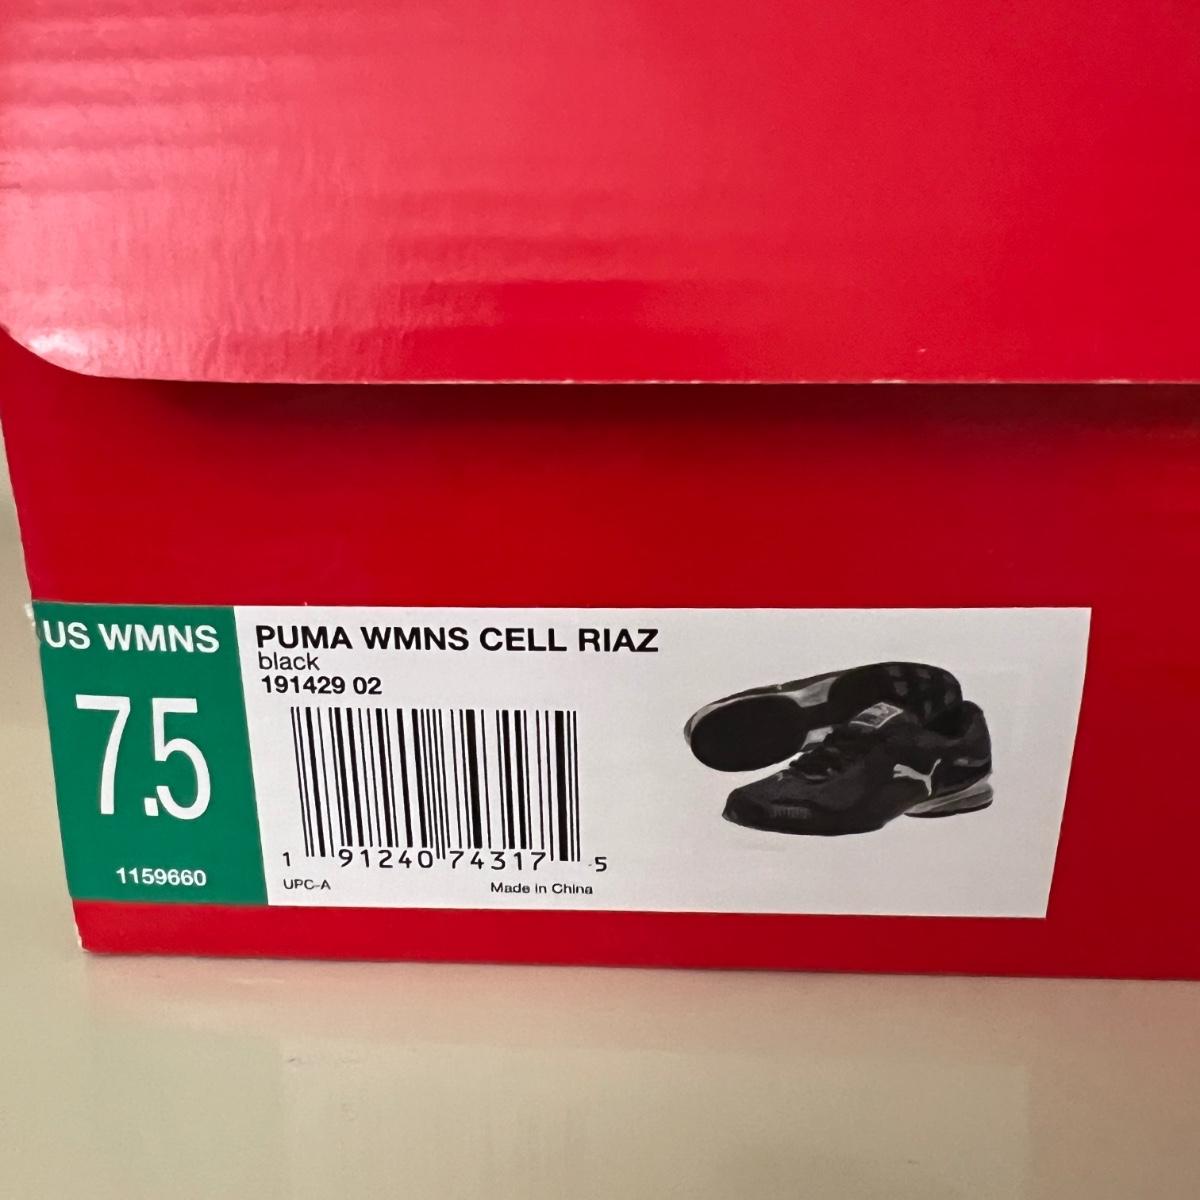 US WMNS
7.5
1159660
PUMA WMNS CELL RIAZ
black
191429 02
1 91240 74317 5
UPC-A
Made in China